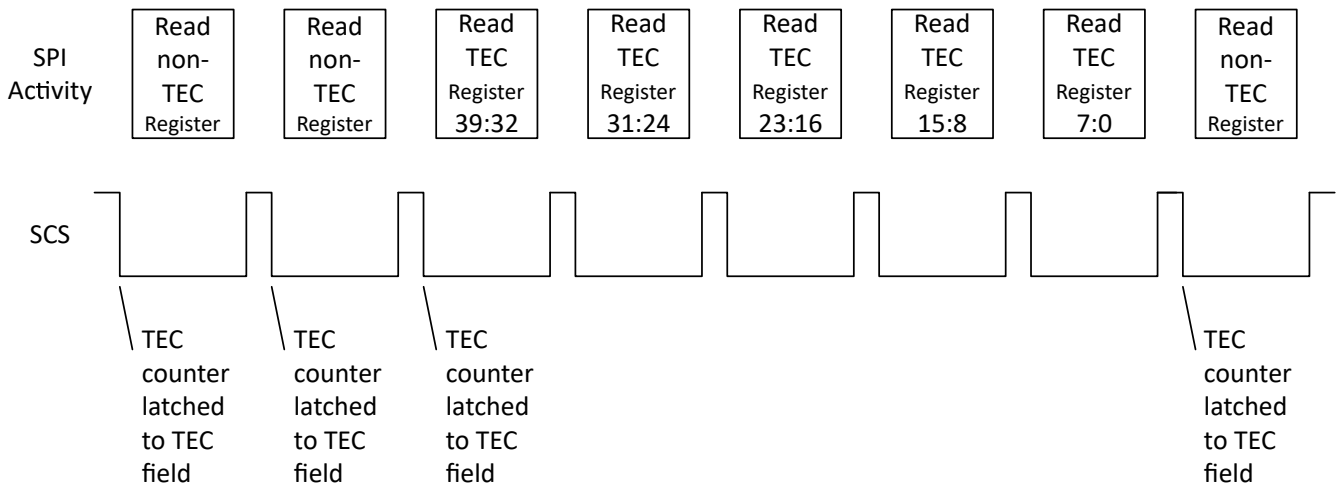 SPI
Activity
Read
non-
TEC
Register
Read
non-
TEC
Register
Read
TEC
Register
39:32
Read
TEC
Register
31:24
Read
TEC
Register
23:16
Read
TEC
Register
15:8
Read
TEC
Register
7:0
Read
non-
TEC
Register
SCS
TEC
counter
latched
to TEC
field
TEC
counter
latched
to TEC
field
TEC
counter
latched
to TEC
field
TEC
counter
latched
to TEC
field